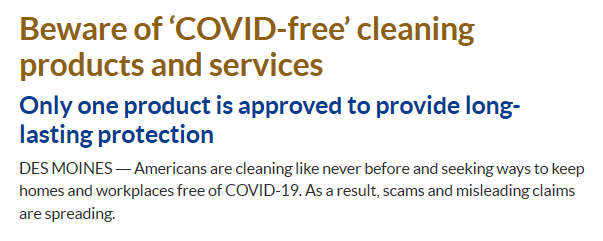 Beware of ‘COVID-free’ cleaning
products and services
Only one product is approved to provide long-
lasting protection
DES MOINES — Americans are cleaning like never before and seeking ways to keep
homes and workplaces free of COVID-19. As a result, scams and misleading claims
are spreading.